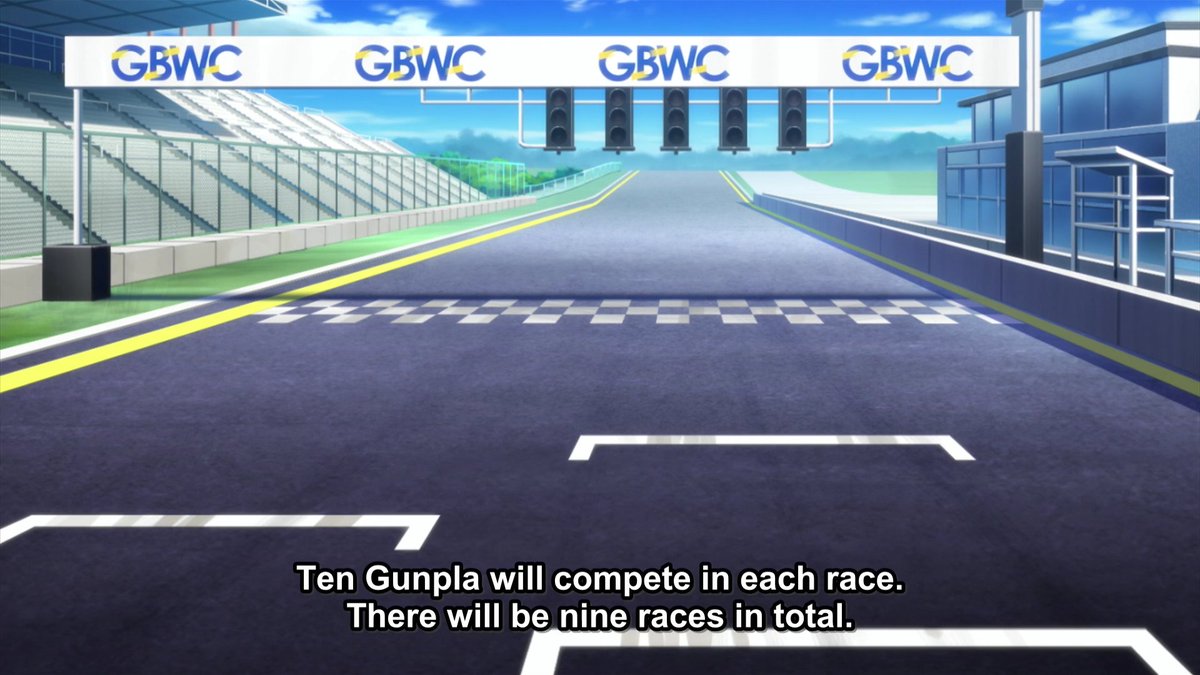 GBWC GBWC GBWC GBWC
Ten Gunpla will compete in each race.
There will be nine races in total.